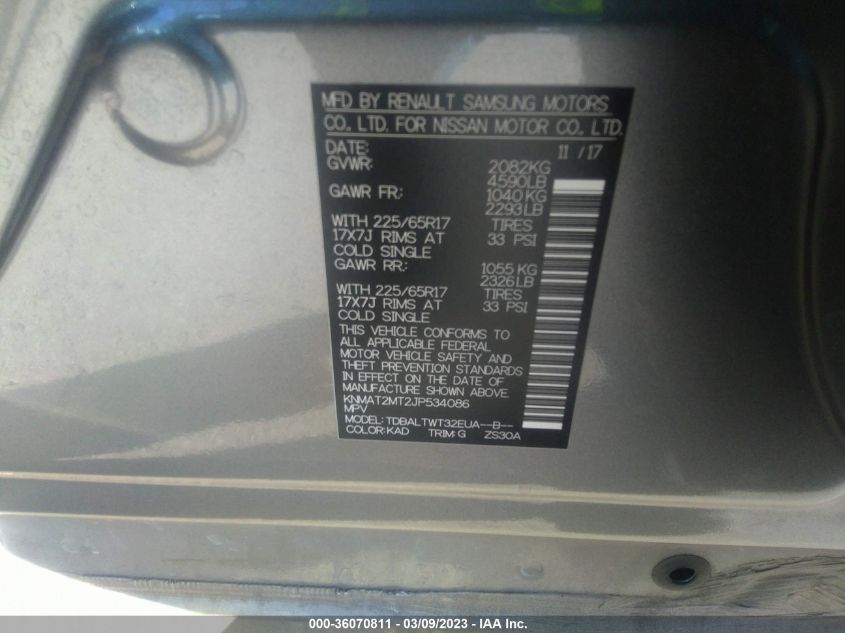 MFD BY RENAULT SAMSUNG MOTORS
CO., LTD. FOR NISSAN MOTOR CO., LTD.
DATE: 11 / 17
GVWR: 2082KG
4590LB
GAWR FR: 1040 KG
2293LB
WITH 225/65R17 TIRES
17X7J RIMS AT 33 PSI
COLD SINGLE
GAWR RR: 1055 KG
2326LB
WITH 225/65R17 TIRES
17X7J RIMS AT 33 PSI
COLD SINGLE
THIS VEHICLE CONFORMS TO
ALL APPLICABLE FEDERAL
MOTOR VEHICLE SAFETY AND
THEFT PREVENTION STANDARDS
IN EFFECT ON THE DATE OF
MANUFACTURE SHOWN ABOVE.
KNMAT2MT2JP534086
MPV
MODEL: TDBALTWT32EUA--B--
COLOR: KAD TRIM: G ZS30A
000-36070811 - 03/09/2023 - IAA Inc.